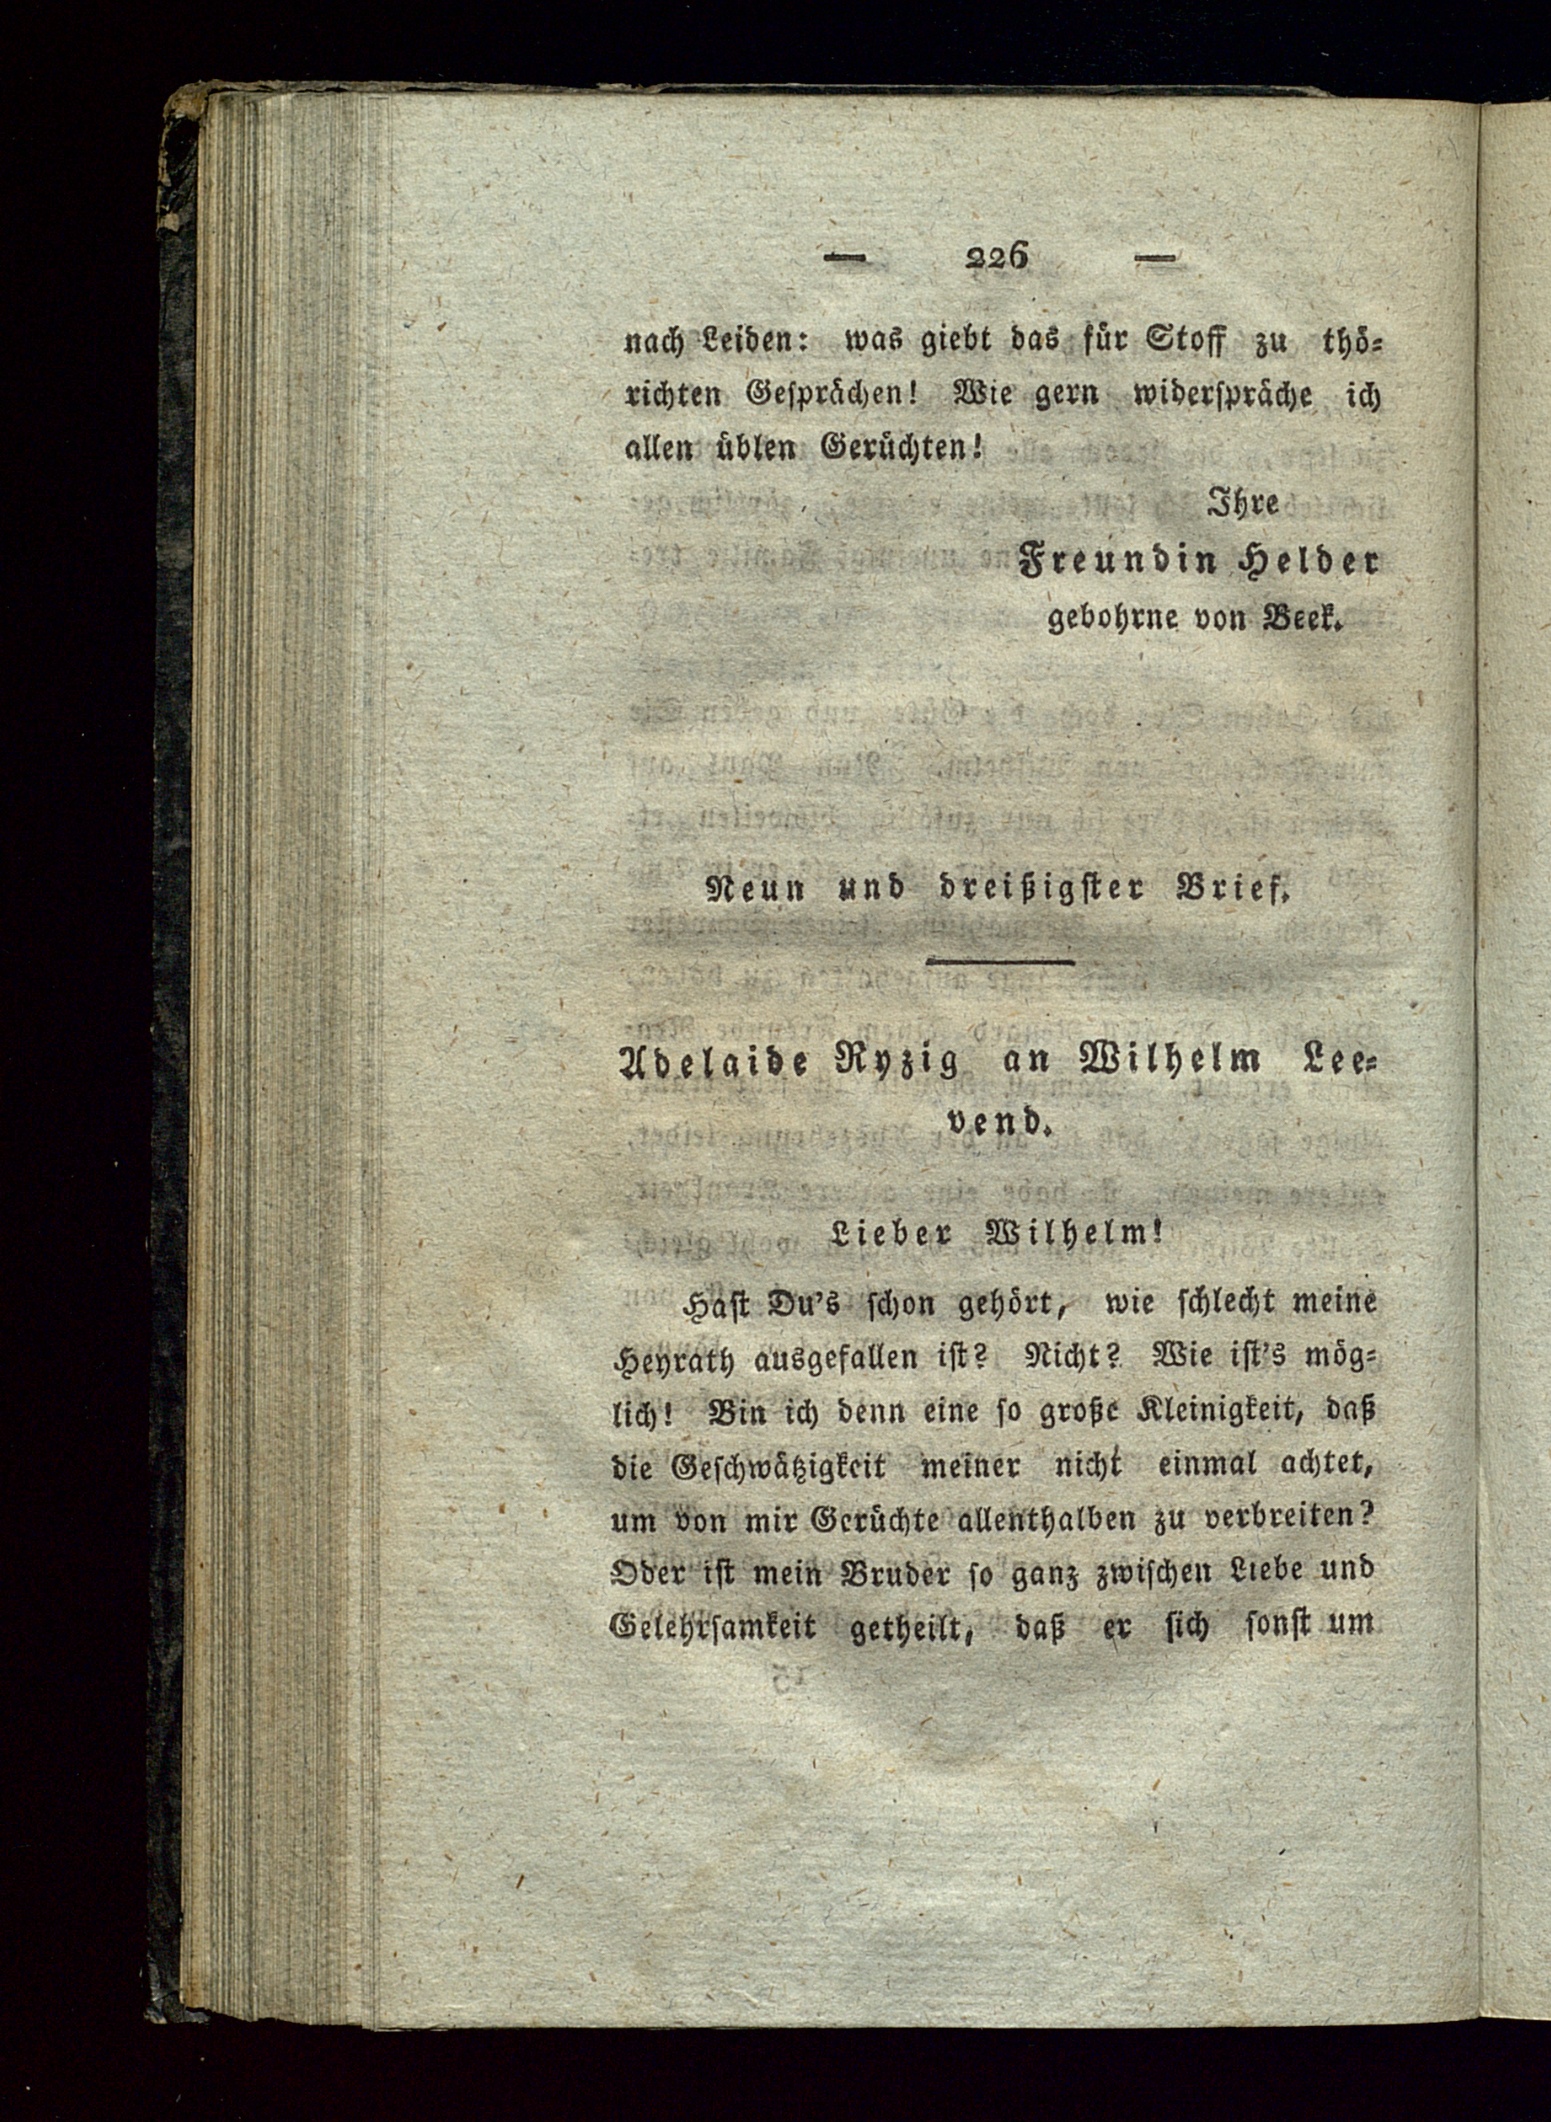 — 226 —
nach Leiden: was giebt das für Stoff zu thö-
richten Gesprächen! Wie gern widerspräche ich
allen üblen Gerüchten!
Ihre
Freundin Helder
gebohrne von Beek.
Neun und dreißigster Brief.
Adelaide Ryzig an Wilhelm Lee-
vend.
Lieber Wilhelm!
Hast Du's schon gehört, wie schlecht meine
Heyrath ausgefallen ist? Nicht? Wie ist's mög-
lich! Bin ich denn eine so große Kleinigkeit, daß
die Geschwätzigkeit meiner nicht einmal achtet,
um von mir Gerüchte allenthalben zu verbreiten?
Oder ist mein Bruder so ganz zwischen Liebe und
Gelehrsamkeit getheilt, daß er sich sonst um